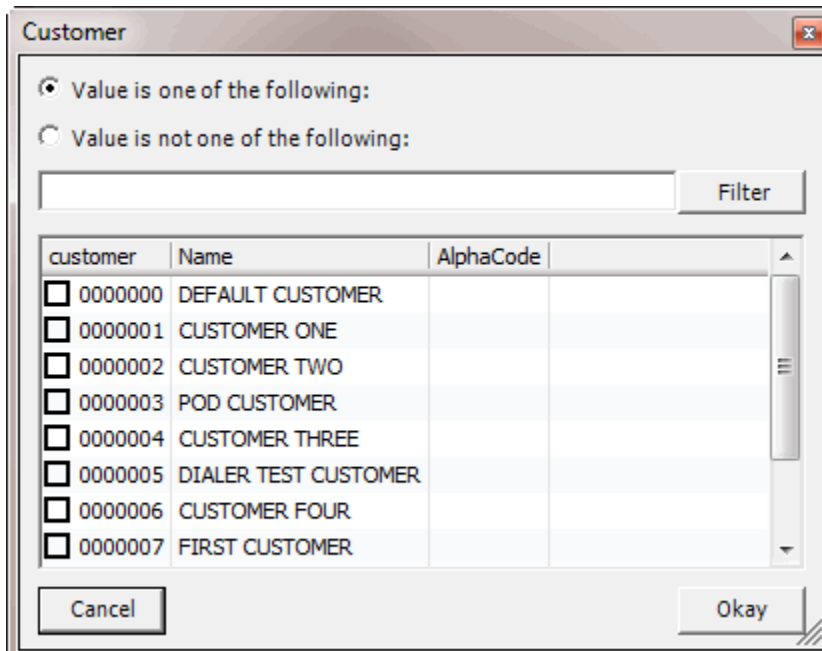 Customer
Value is one of the following:
Value is not one of the following:
Filter
customer Name AlphaCode
0000000 DEFAULT CUSTOMER
0000001 CUSTOMER ONE
0000002 CUSTOMER TWO
0000003 POD CUSTOMER
0000004 CUSTOMER THREE
0000005 DIALER TEST CUSTOMER
0000006 CUSTOMER FOUR
0000007 FIRST CUSTOMER
Cancel Okay